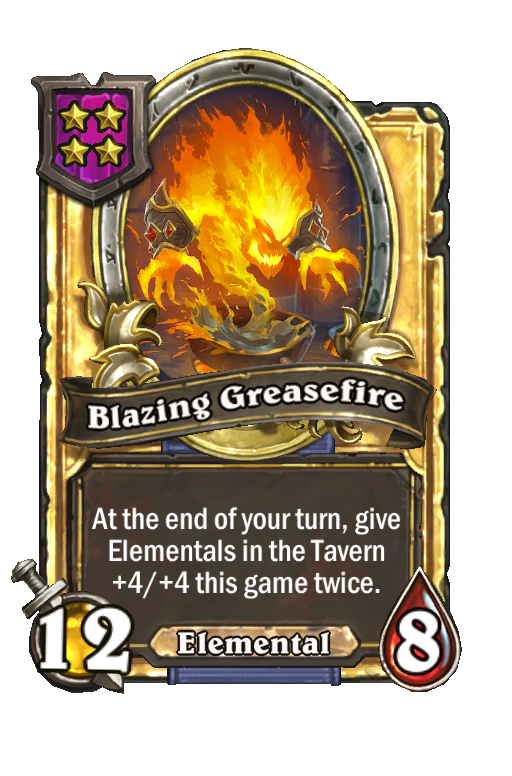 Blazing Greasefire
At the end of your turn, give
Elementals in the Tavern
+4/+4 this game twice.
12
Elemental
8